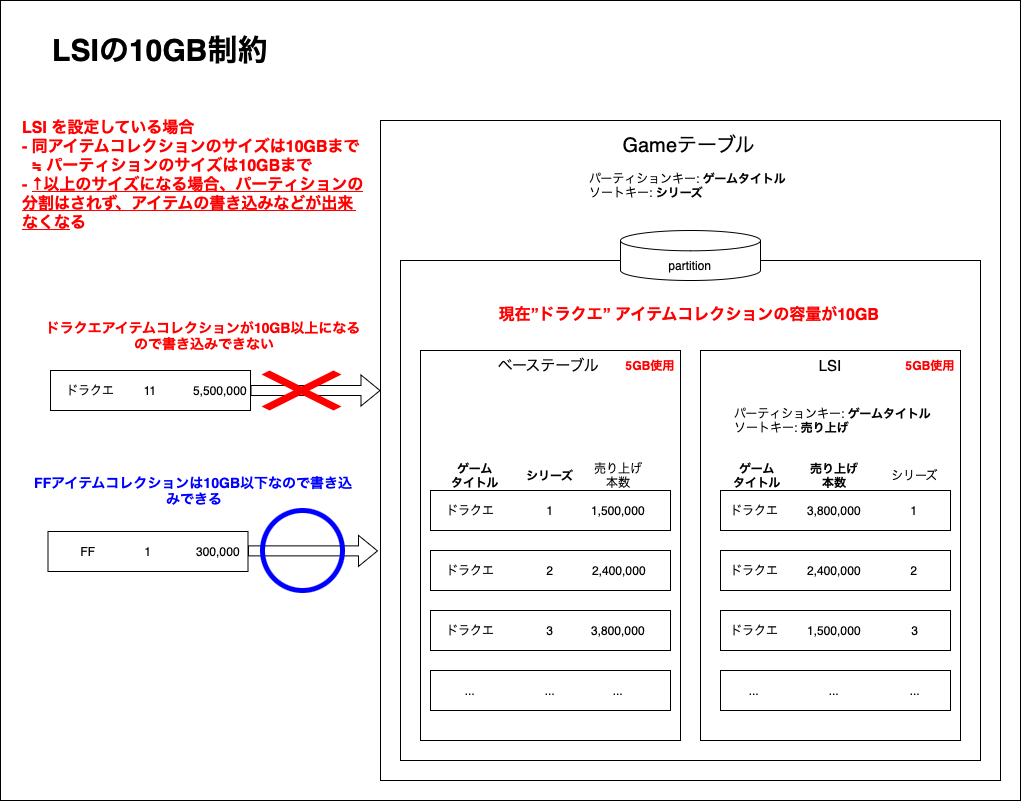 LSIの10GB制約
LSI を設定している場合
- 同アイテムコレクションのサイズは10GBまで
≒ パーティションのサイズは10GBまで
- ↑以上のサイズになる場合、パーティションの
分割はされず、アイテムの書き込みなどが出来
なくなる
Gameテーブル
パーティションキー: ゲームタイトル
ソートキー: シリーズ
partition
現在”ドラクエ” アイテムコレクションの容量が10GB
ドラクエアイテムコレクションが10GB以上になる
ので書き込みできない
ドラクエ 11 5,500,000
FFアイテムコレクションは10GB以下なので書き込
みできる
FF 1 300,000
ベーステーブル 5GB使用
ゲーム
タイトル
シリーズ
売り上げ
本数
ドラクエ 1 1,500,000
ドラクエ 2 2,400,000
ドラクエ 3 3,800,000
... ... ...
LSI 5GB使用
パーティションキー: ゲームタイトル
ソートキー: 売り上げ
ゲーム
タイトル
売り上げ
本数
シリーズ
ドラクエ 3,800,000 1
ドラクエ 2,400,000 2
ドラクエ 1,500,000 3
... ... ...